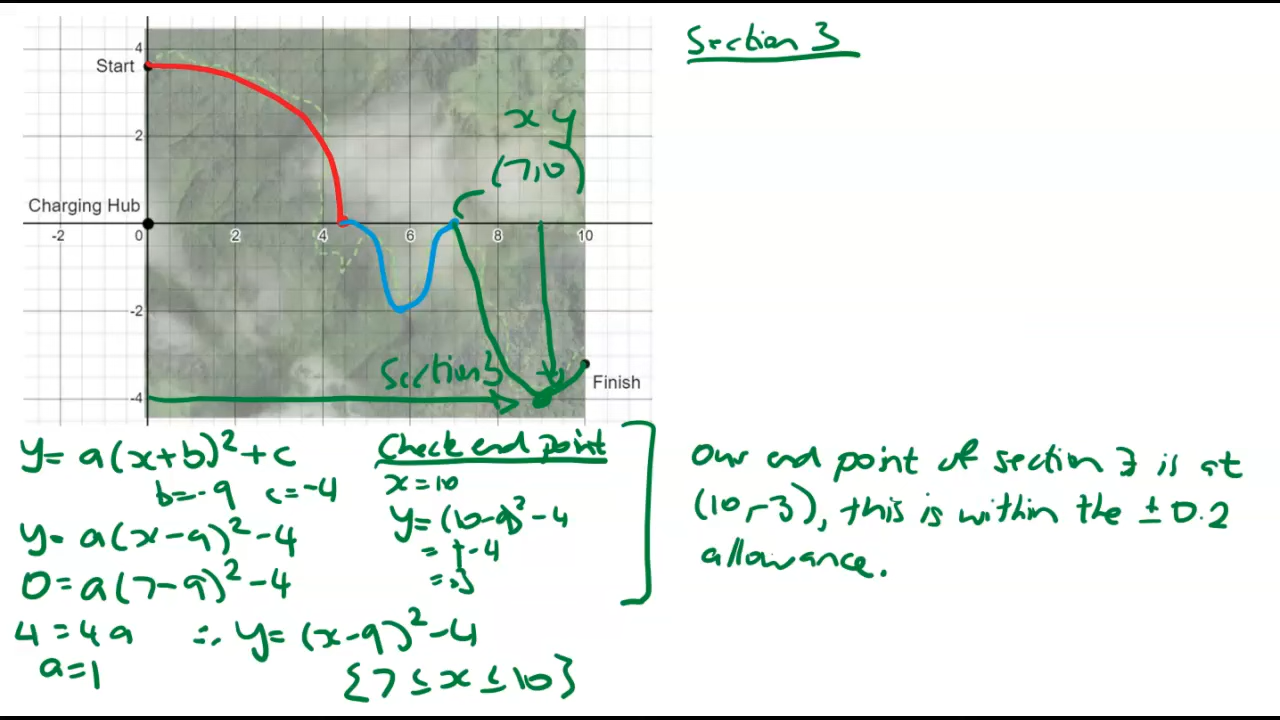 Section 3
4
Start
2
x y
(7,10)
Charging Hub
-2 0 2 4 6 8 10
-2
Section 3
Finish
-4
y = a(x+b)² + c
b=-9 c=-4
y = a(x-9)² - 4
0 = a(7-9)² - 4
4 = 4a ∴ y = (x-9)² - 4
a = 1 {7 ≤ x ≤ 10}
Check end point
x = 10
y = (10-9)² - 4
= 1 - 4
= -3
Our end point of section 3 is at
(10,-3), this is within the ± 0.2
allowance.